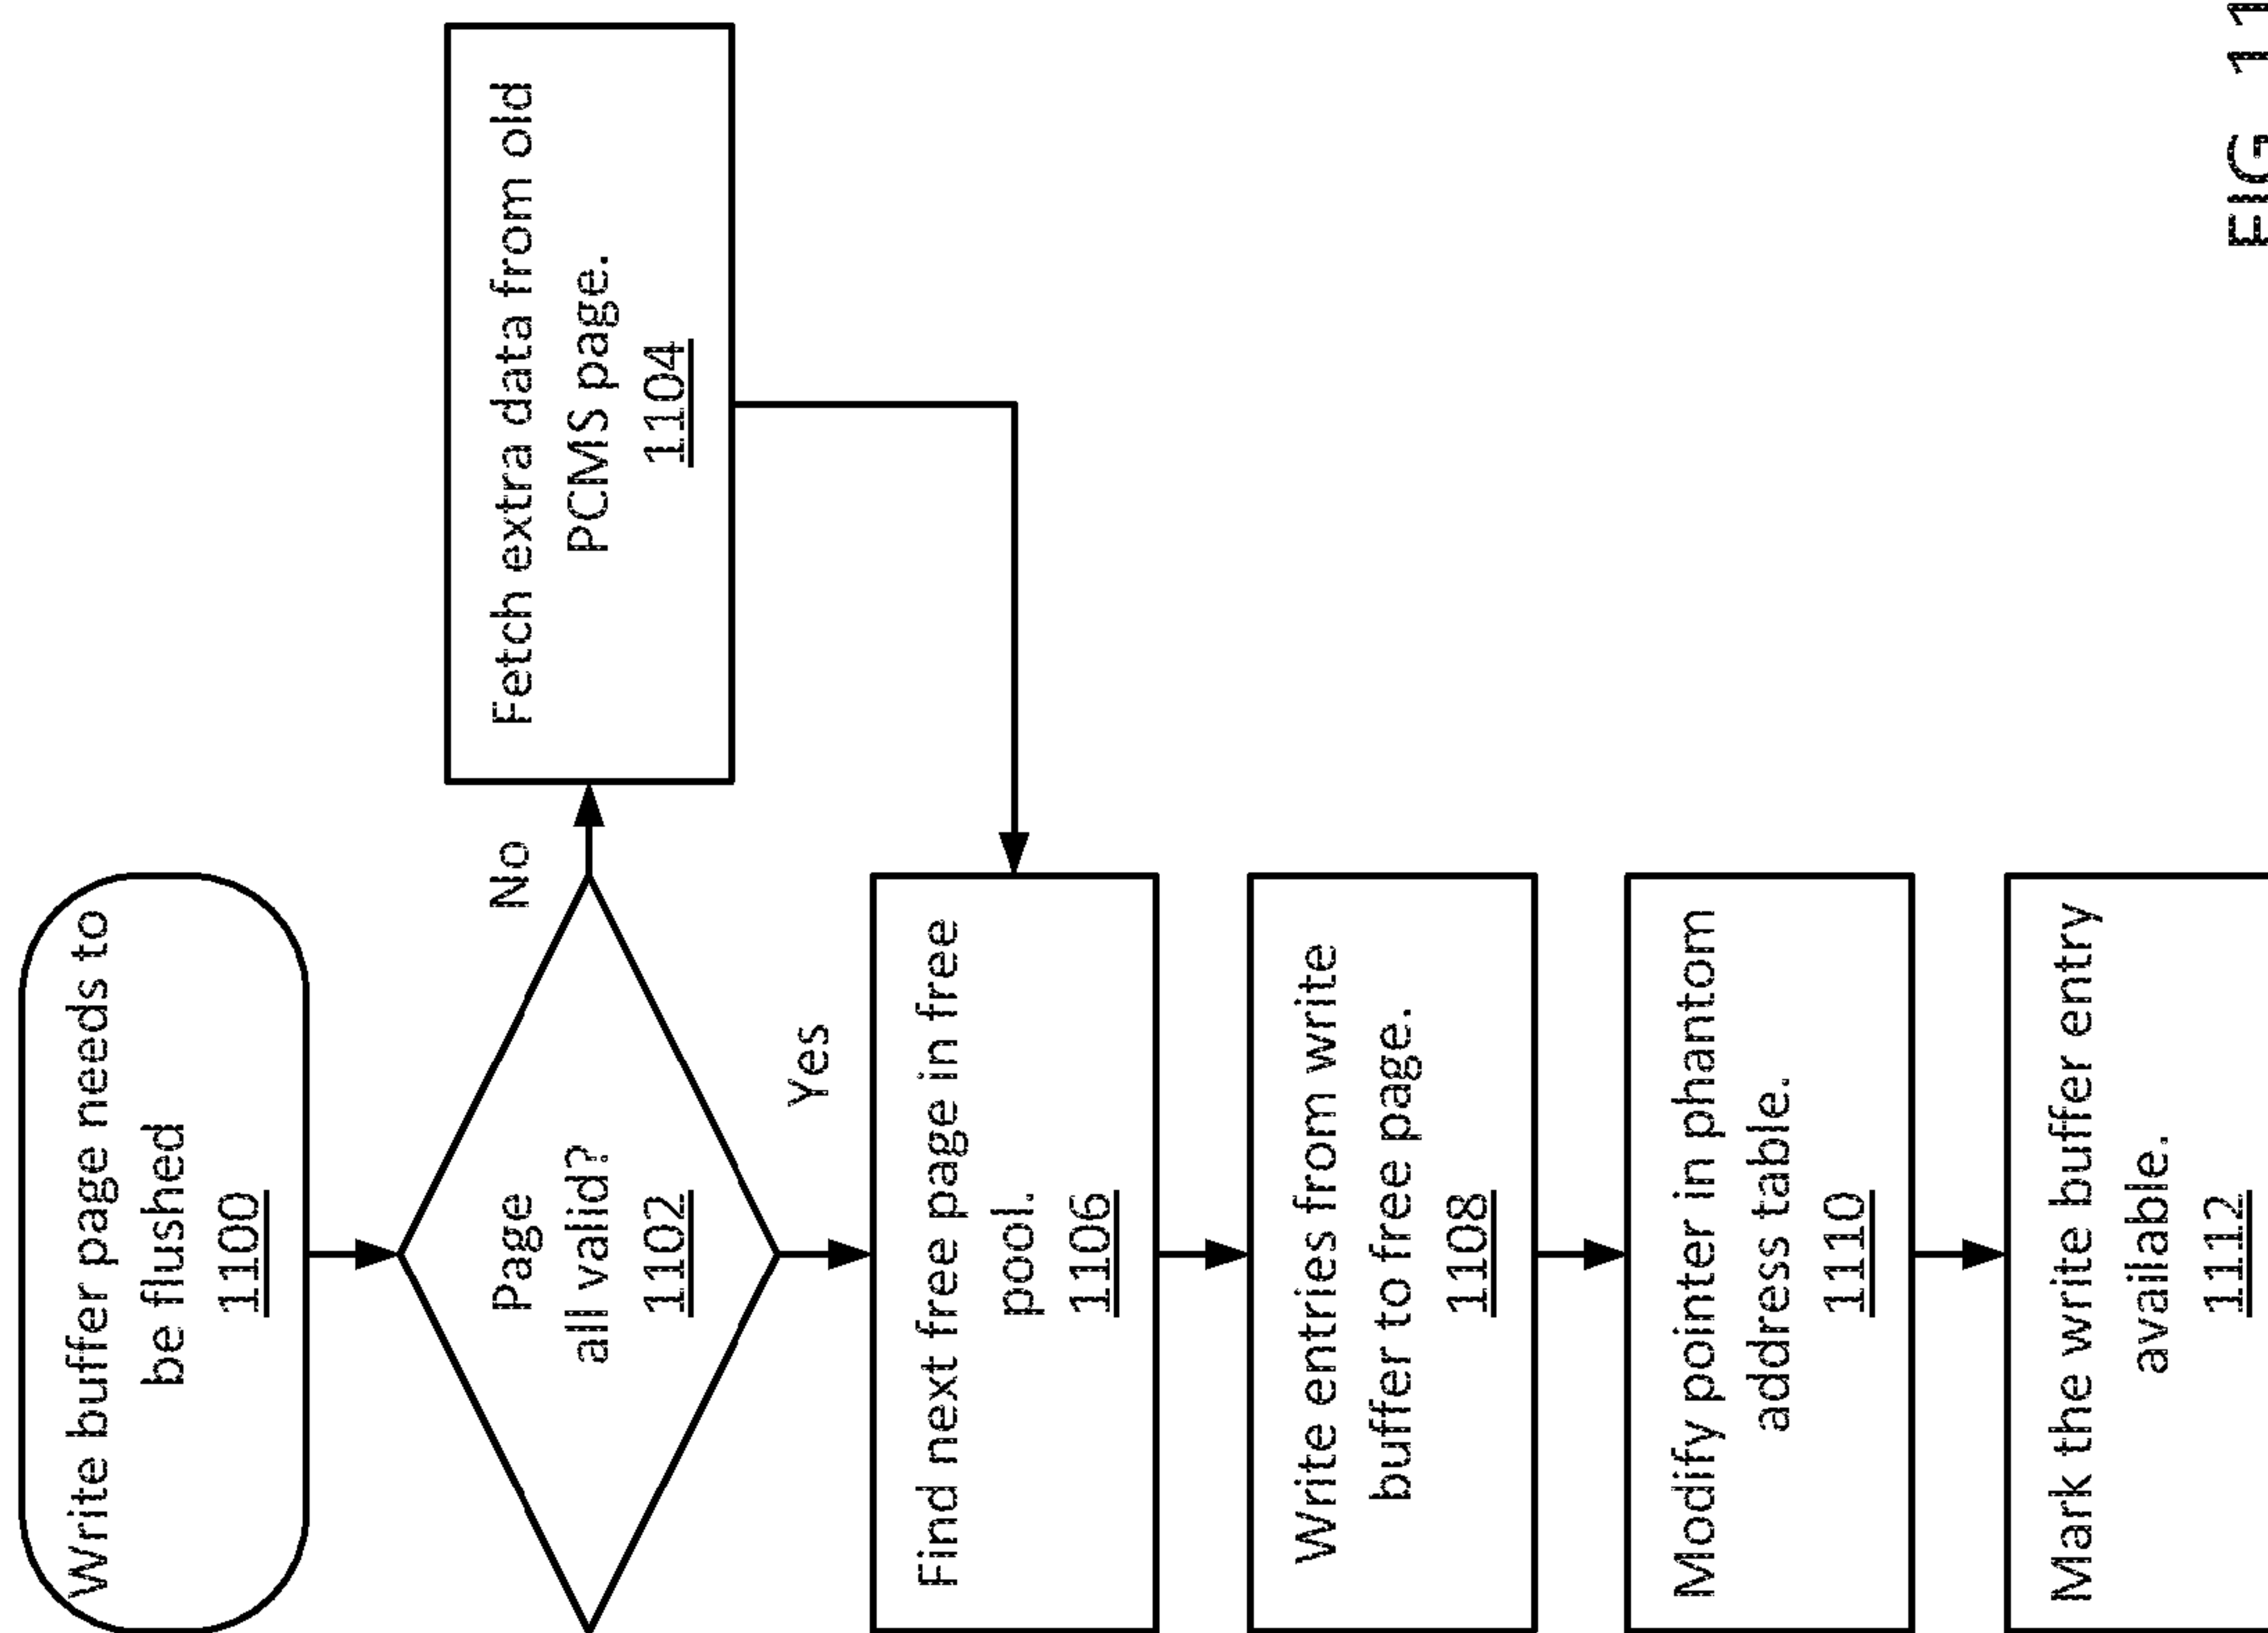 Write buffer page needs to
be flushed
1100
Page
all valid?
1102
No
Yes
Fetch extra data from old
PCMS page.
1104
Find next free page in free
pool.
1106
Write entries from write
buffer to free page.
1108
Modify pointer in phantom
address table.
1110
Mark the write buffer entry
available.
1112
FIG. 11